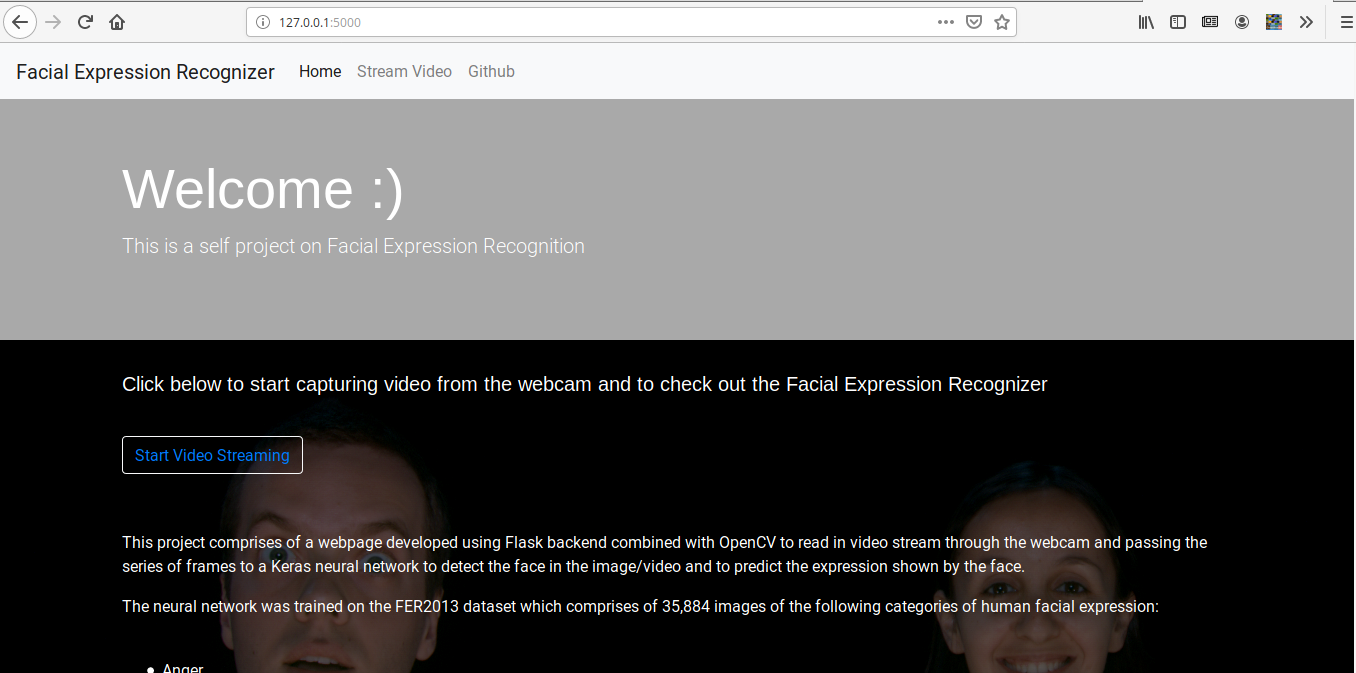 127.0.0.1:5000
Facial Expression Recognizer Home Stream Video Github
Welcome :)
This is a self project on Facial Expression Recognition
Click below to start capturing video from the webcam and to check out the Facial Expression Recognizer
Start Video Streaming
This project comprises of a webpage developed using Flask backend combined with OpenCV to read in video stream through the webcam and passing the
series of frames to a Keras neural network to detect the face in the image/video and to predict the expression shown by the face.
The neural network was trained on the FER2013 dataset which comprises of 35,884 images of the following categories of human facial expression:
• Anger